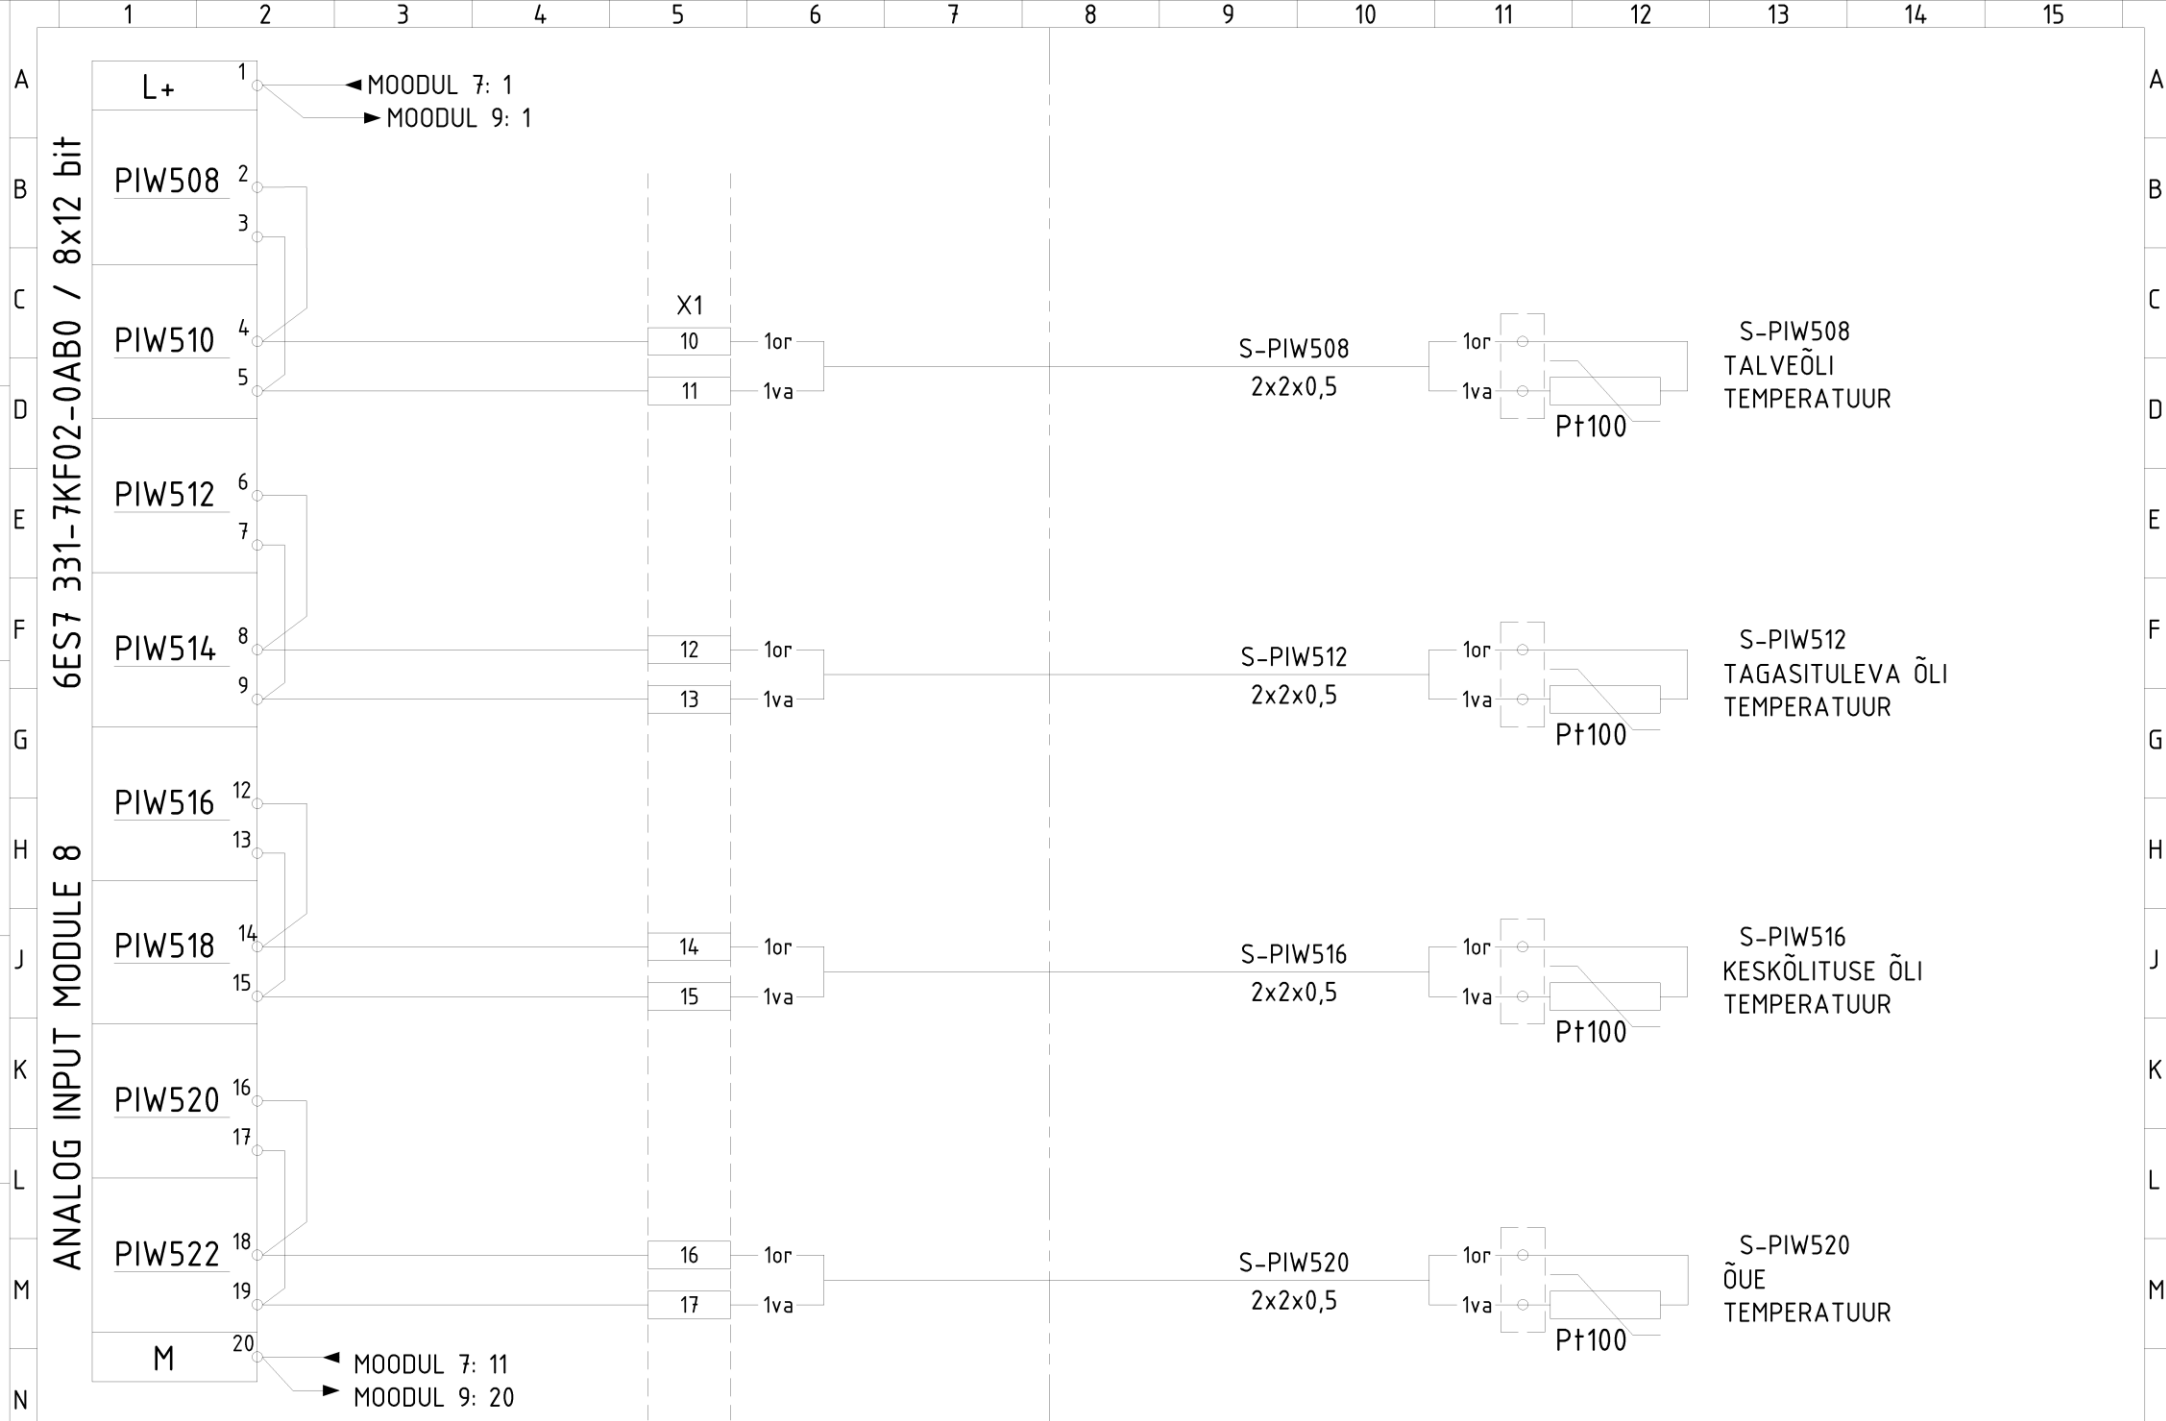 1 2 3 4 5 6 7 8 9 10 11 12 13 14 15
A A
B B
C C
D D
E E
F F
G G
H H
J J
K K
L L
M M
N
6ES7 331-7KF02-0AB0 / 8x12 bit
ANALOG INPUT MODULE 8
L+ 1
MOODUL 7: 1
MOODUL 9: 1
PIW508 2
3
PIW510 4
5
PIW512 6
7
PIW514 8
9
PIW516 12
13
PIW518 14
15
PIW520 16
17
PIW522 18
19
M 20
MOODUL 7: 11
MOODUL 9: 20
X1
10 1or
11 1va
S-PIW508
2x2x0,5
1or
1va
Pt100
S-PIW508
TALVEÕLI
TEMPERATUUR
12 1or
13 1va
S-PIW512
2x2x0,5
1or
1va
Pt100
S-PIW512
TAGASITULEVA ÕLI
TEMPERATUUR
14 1or
15 1va
S-PIW516
2x2x0,5
1or
1va
Pt100
S-PIW516
KESKÕLITUSE ÕLI
TEMPERATUUR
16 1or
17 1va
S-PIW520
2x2x0,5
1or
1va
Pt100
S-PIW520
ÕUE
TEMPERATUUR